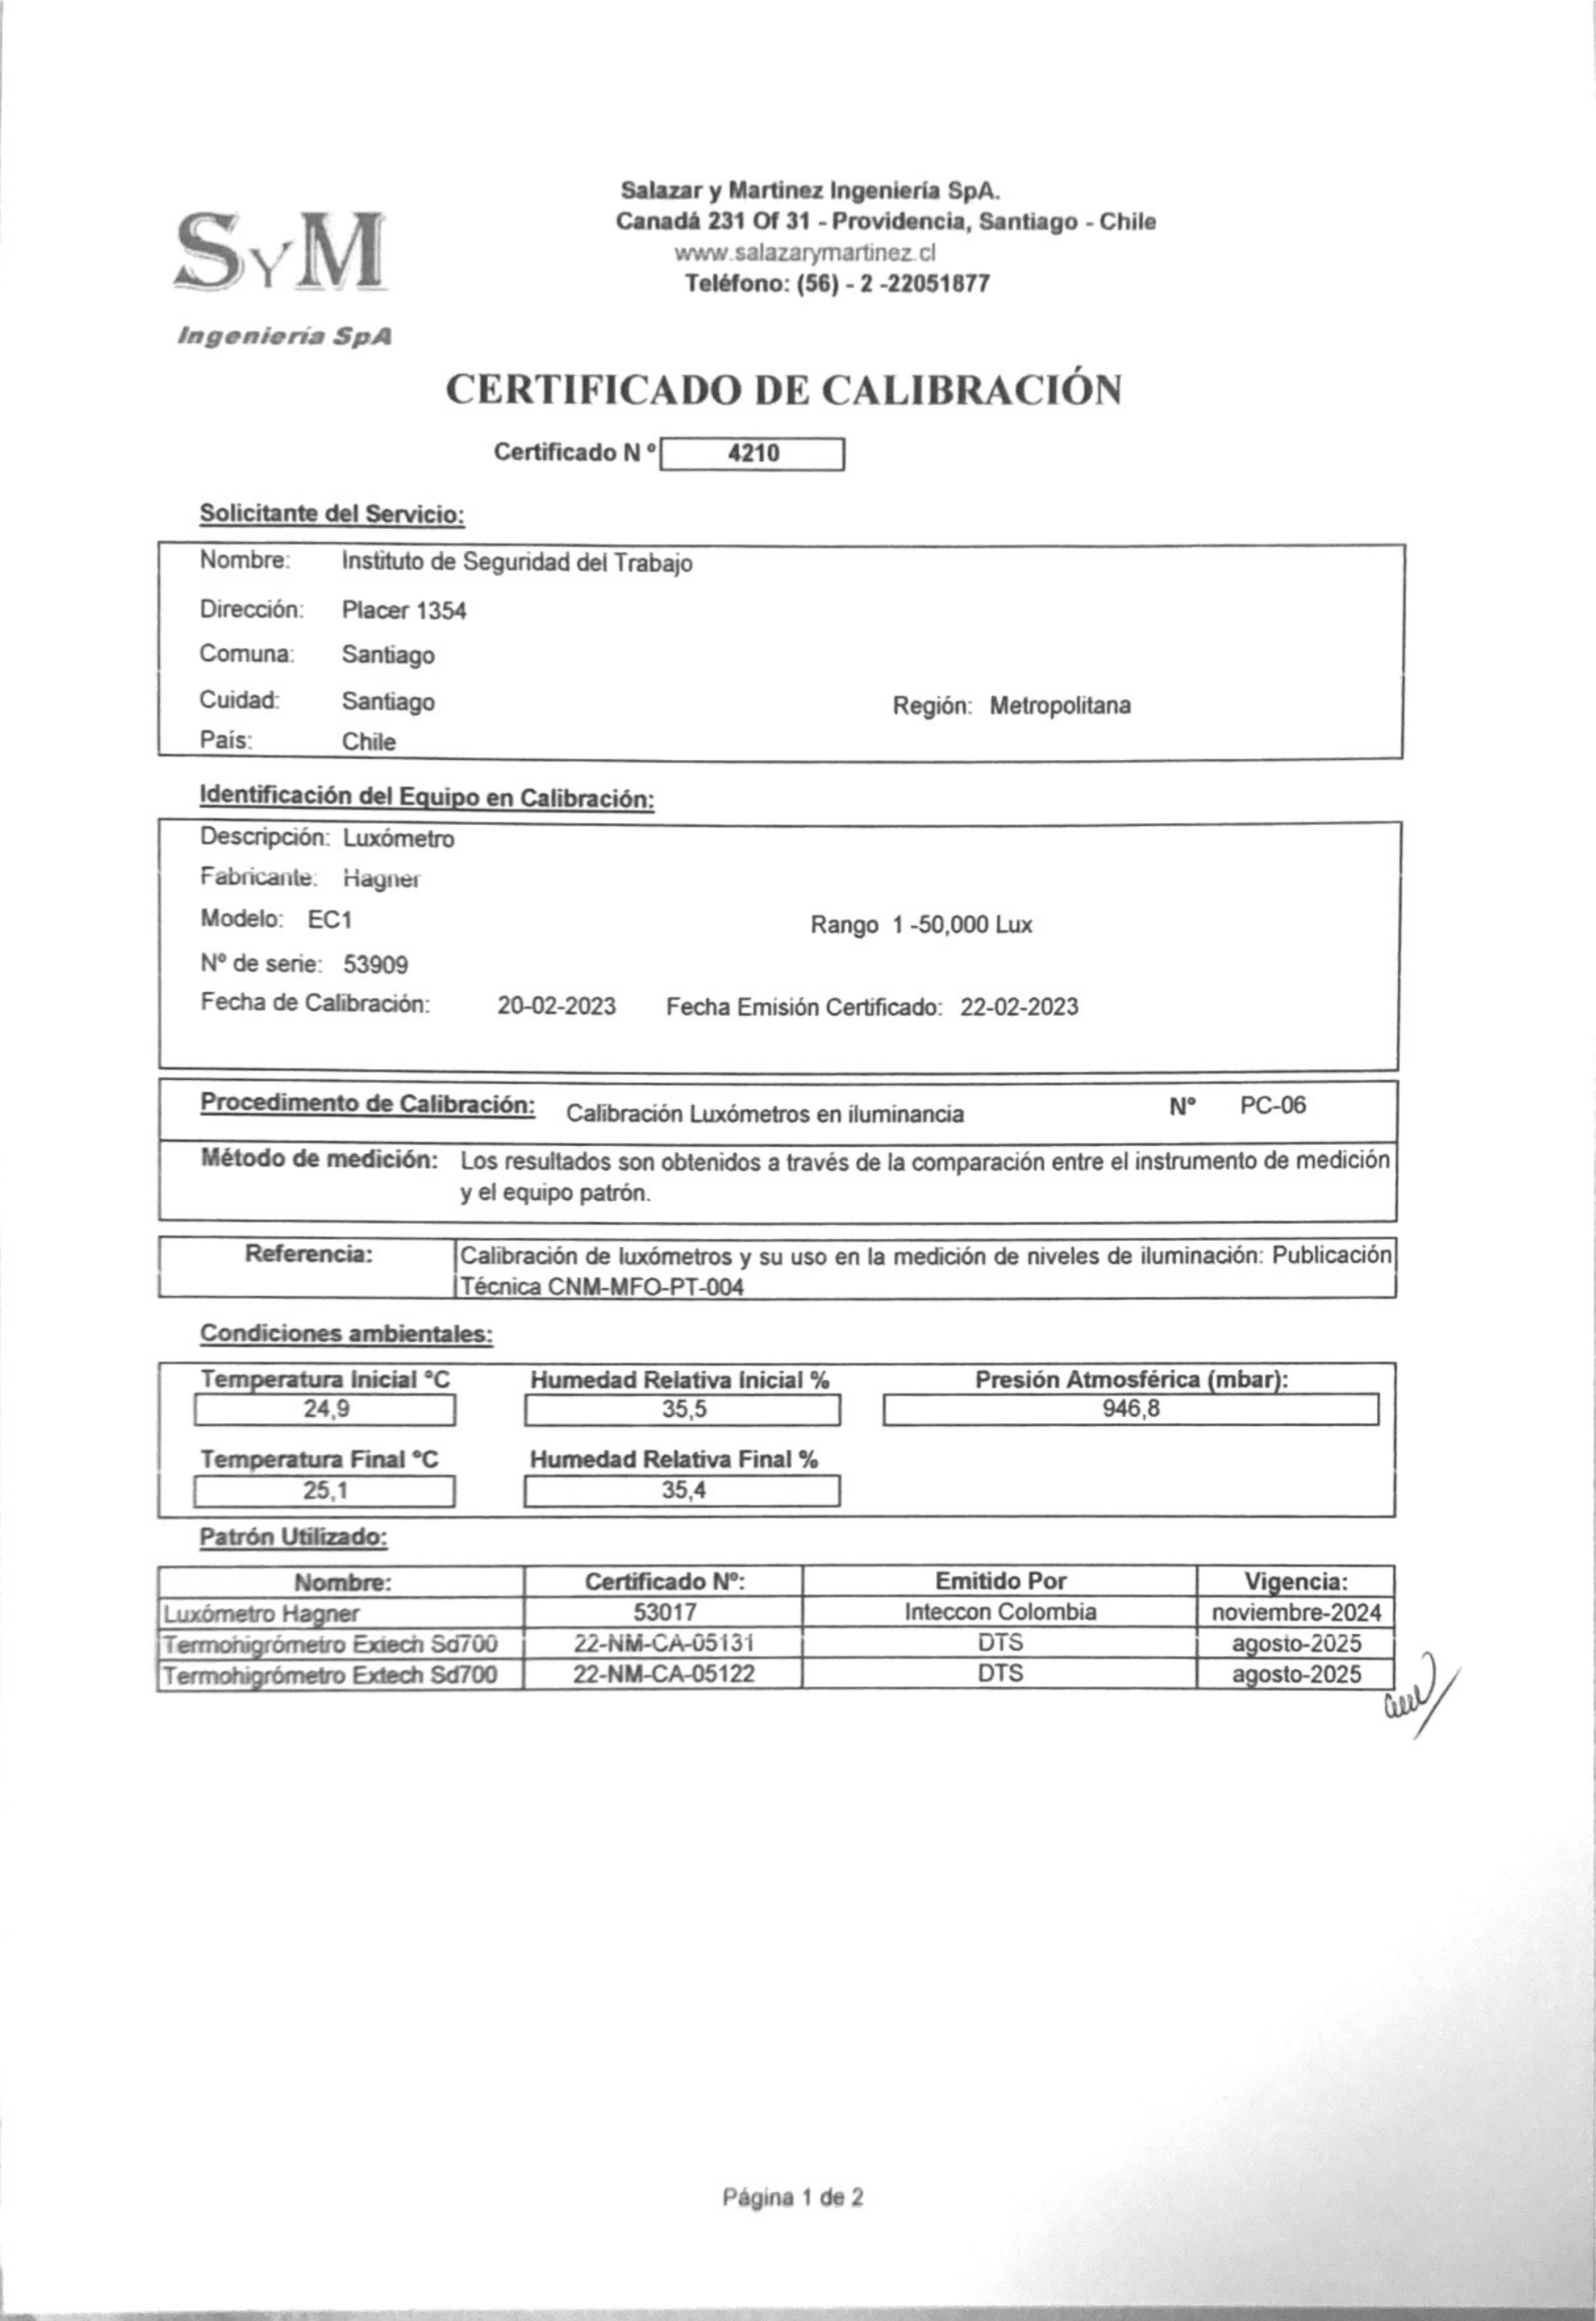 Salazar y Martinez Ingeniería SpA.
Canadá 231 Of 31 - Providencia, Santiago - Chile
www.salazarymartinez.cl
Teléfono: (56) - 2 -22051877
SYM
Ingeniería SpA
CERTIFICADO DE CALIBRACIÓN
Certificado N º 4210
Solicitante del Servicio:
Nombre: Instituto de Seguridad del Trabajo
Dirección: Placer 1354
Comuna: Santiago
Cuidad: Santiago Región: Metropolitana
País: Chile
Identificación del Equipo en Calibración:
Descripción: Luxómetro
Fabricante: Hagner
Modelo: EC1 Rango 1 -50,000 Lux
Nº de serie: 53909
Fecha de Calibración: 20-02-2023 Fecha Emisión Certificado: 22-02-2023
Procedimento de Calibración: Calibración Luxómetros en iluminancia Nº PC-06
Método de medición: Los resultados son obtenidos a través de la comparación entre el instrumento de medición
y el equipo patrón.
Referencia: Calibración de luxómetros y su uso en la medición de niveles de iluminación: Publicación
Técnica CNM-MFO-PT-004
Condiciones ambientales:
Temperatura Inicial ºC Humedad Relativa Inicial % Presión Atmosférica (mbar):
24,9 35,5 946,8
Temperatura Final ºC Humedad Relativa Final %
25,1 35,4
Patrón Utilizado:
Nombre: Certificado Nº: Emitido Por Vigencia:
Luxómetro Hagner 53017 Inteccon Colombia noviembre-2024
Termohigrómetro Extech Sd700 22-NM-CA-05131 DTS agosto-2025
Termohigrómetro Extech Sd700 22-NM-CA-05122 DTS agosto-2025
Página 1 de 2